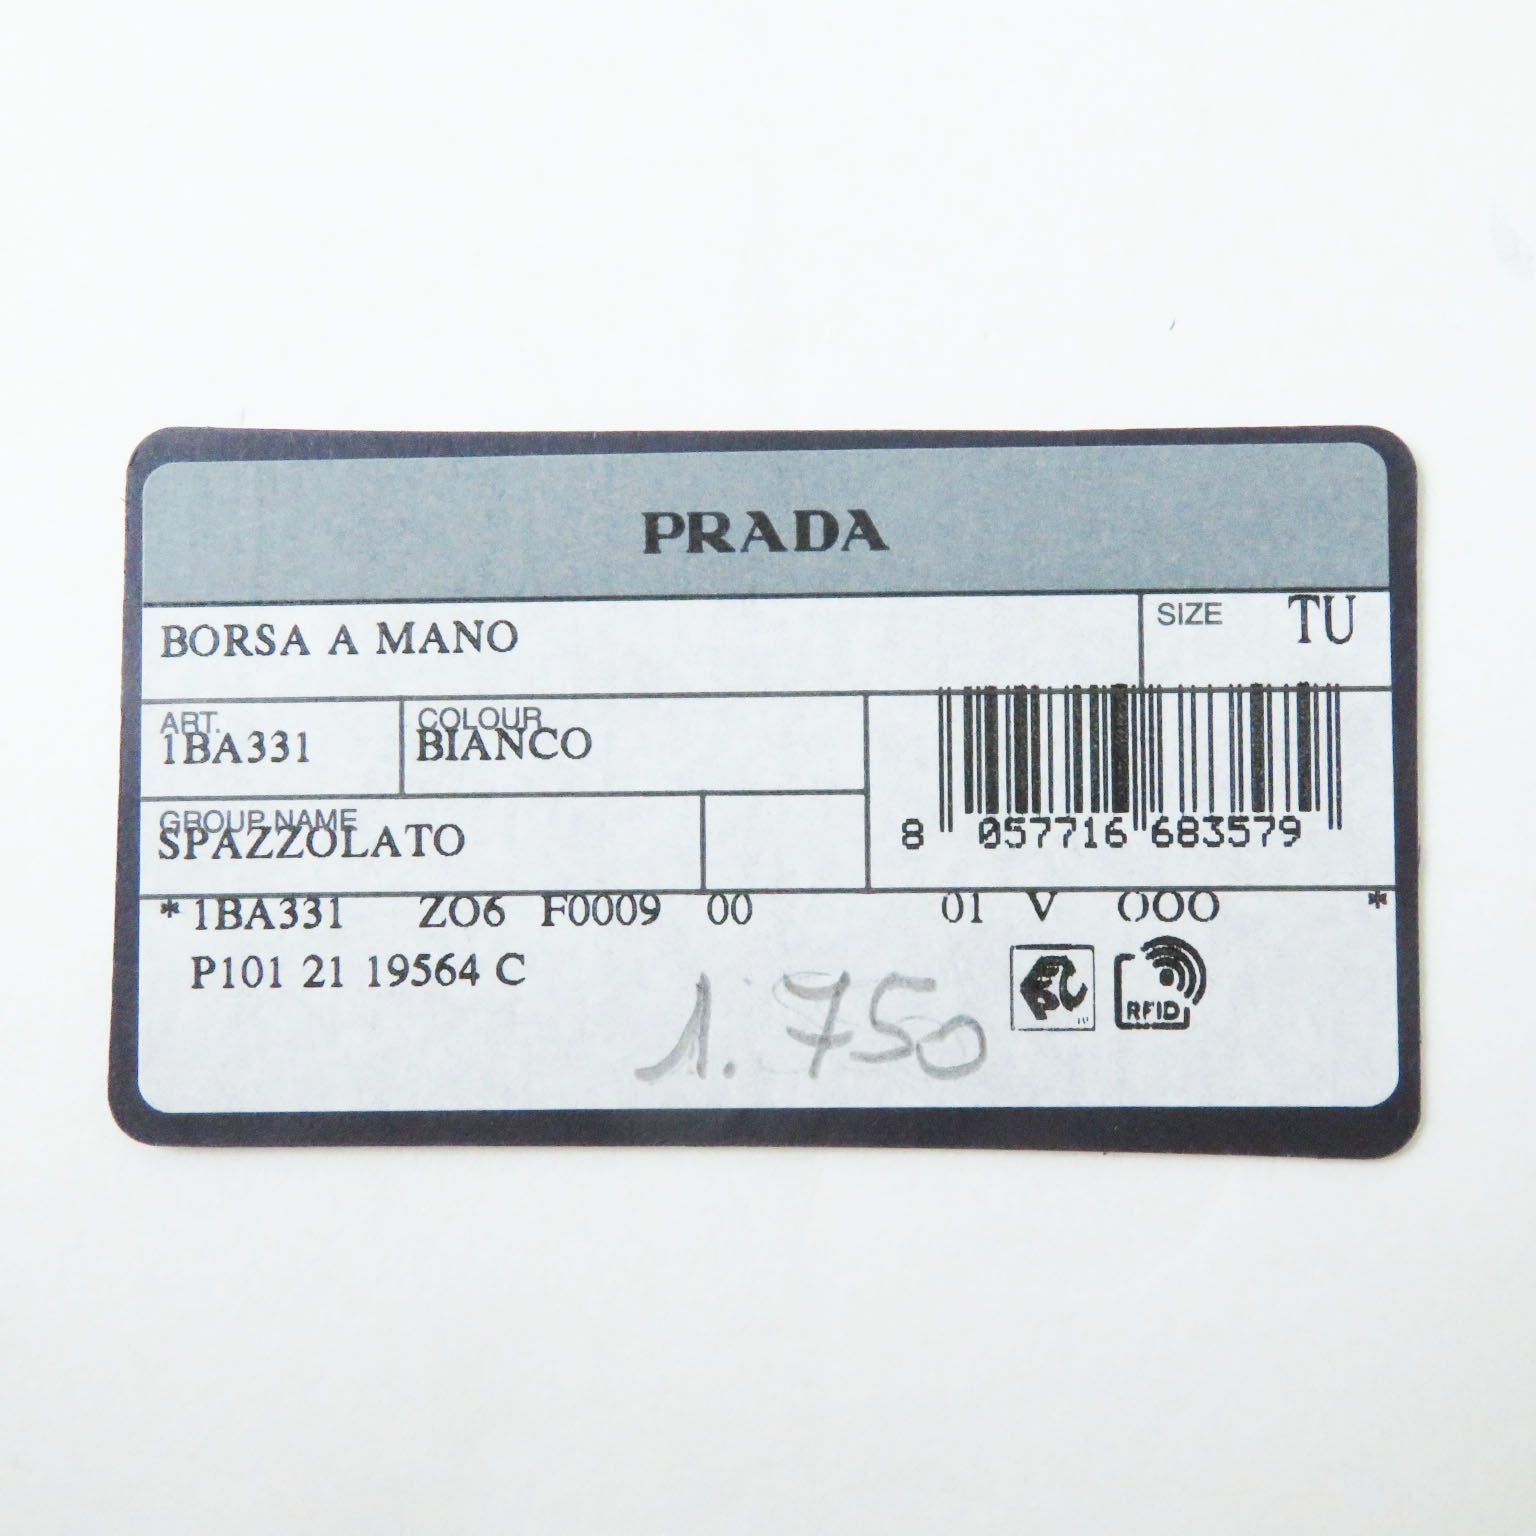 PRADA
BORSA A MANO
SIZE TU
ART.
1BA331
COLOUR
BIANCO
GROUP NAME
SPAZZOLATO
8 057716 683579
* 1BA331 ZO6 F0009 00 01 V OOO *
P101 21 19564 C
RFID
1.750